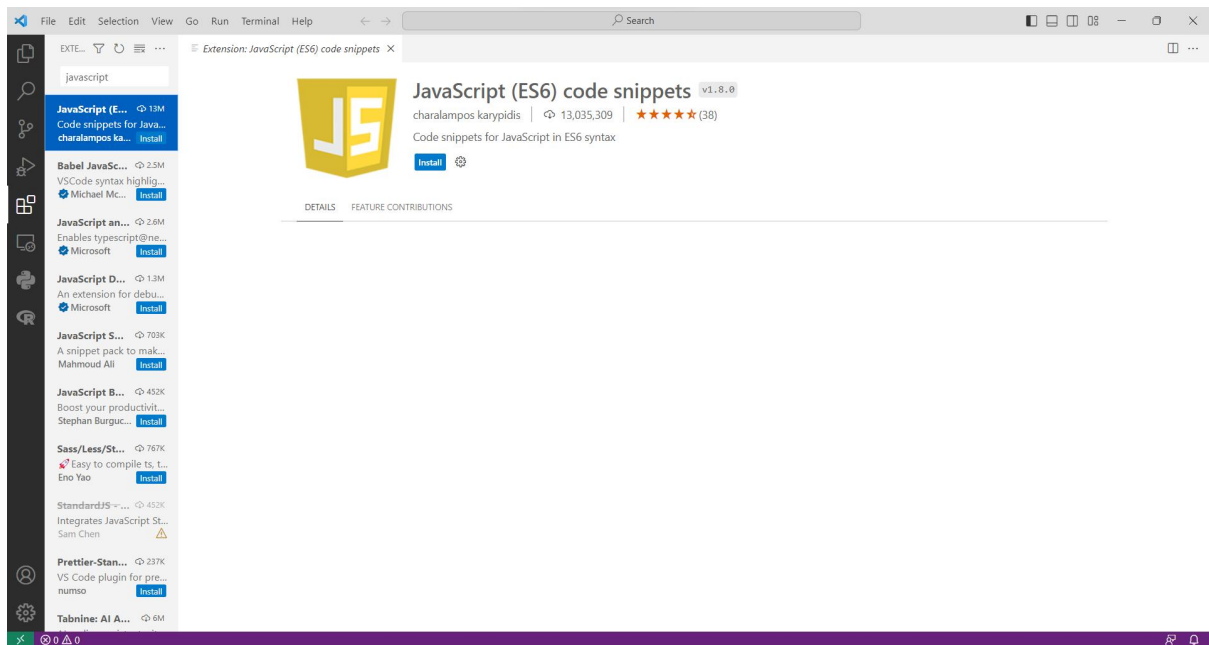 File Edit Selection View Go Run Terminal Help
Search
EXTE...
Extension: JavaScript (ES6) code snippets
javascript
JavaScript (E... 13M
Code snippets for Java...
charalampos ka... Install
Babel JavaSc... 2.5M
VSCode syntax highlig...
Michael Mc... Install
JavaScript an... 2.6M
Enables typescript@ne...
Microsoft Install
JavaScript D... 1.3M
An extension for debu...
Microsoft Install
JavaScript S... 703K
A snippet pack to mak...
Mahmoud Ali Install
JavaScript B... 452K
Boost your productivit...
Stephan Burguc... Install
Sass/Less/St... 767K
Easy to compile ts, t...
Eno Yao Install
StandardJS - ... 452K
Integrates JavaScript St...
Sam Chen
Prettier-Stan... 237K
VS Code plugin for pre...
numso Install
Tabnine: AI A... 6M
JS
JavaScript (ES6) code snippets v1.8.0
charalampos karypidis 13,035,309 (38)
Code snippets for JavaScript in ES6 syntax
Install
DETAILS FEATURE CONTRIBUTIONS
0 0